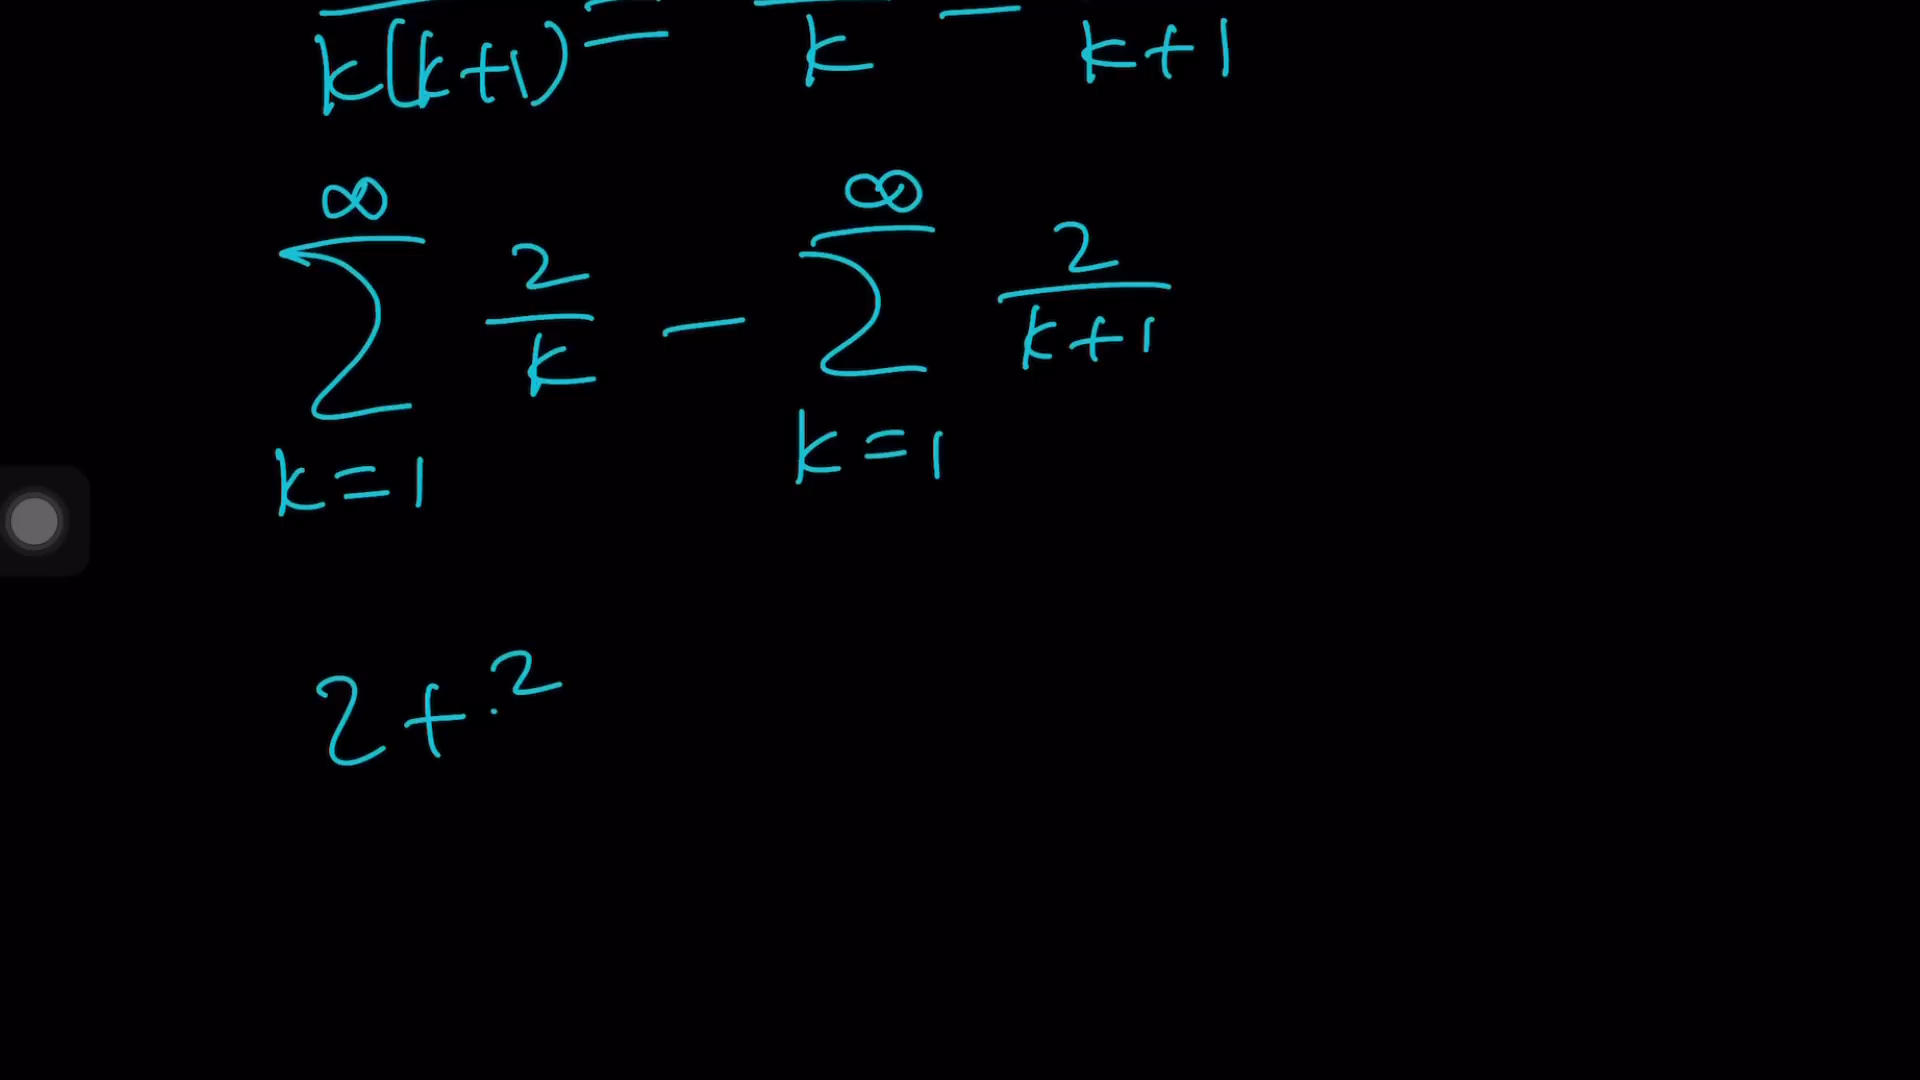 k(k+1) = k - k+1
∞ ∞
∑ 2/k - ∑ 2/(k+1)
k=1 k=1
2+2